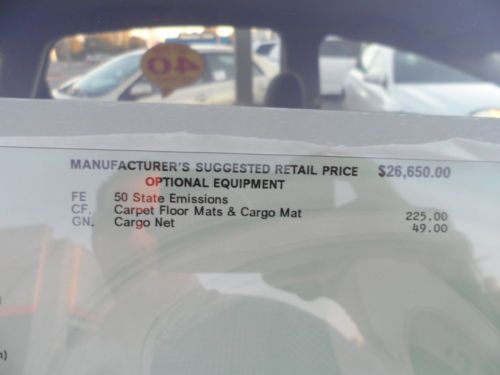 40
MANUFACTURER'S SUGGESTED RETAIL PRICE $26,650.00
OPTIONAL EQUIPMENT
FE 50 State Emissions
CF. Carpet Floor Mats & Cargo Mat 225.00
GN. Cargo Net 49.00